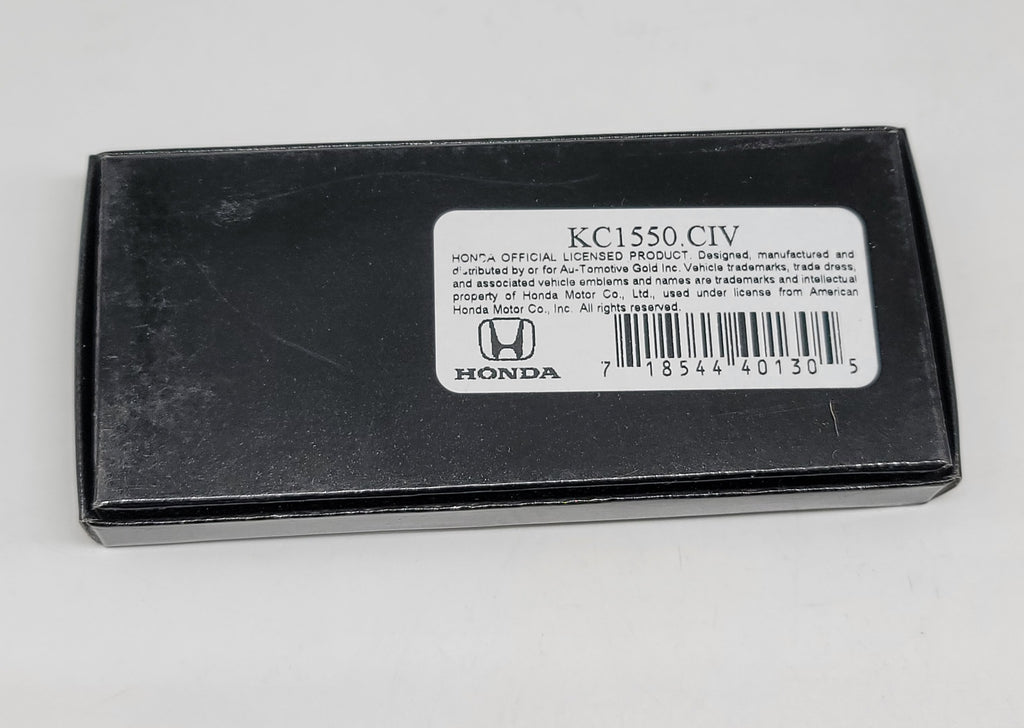 KC1550.CIV
HONDA OFFICIAL LICENSED PRODUCT. Designed, manufactured and
distributed by or for Au-Tomotive Gold Inc. Vehicle trademarks, trade dress,
and associated vehicle emblems and names are trademarks and intellectual
property of Honda Motor Co., Ltd., used under license from American
Honda Motor Co., Inc. All rights reserved.
HONDA
7 18544 40130 5